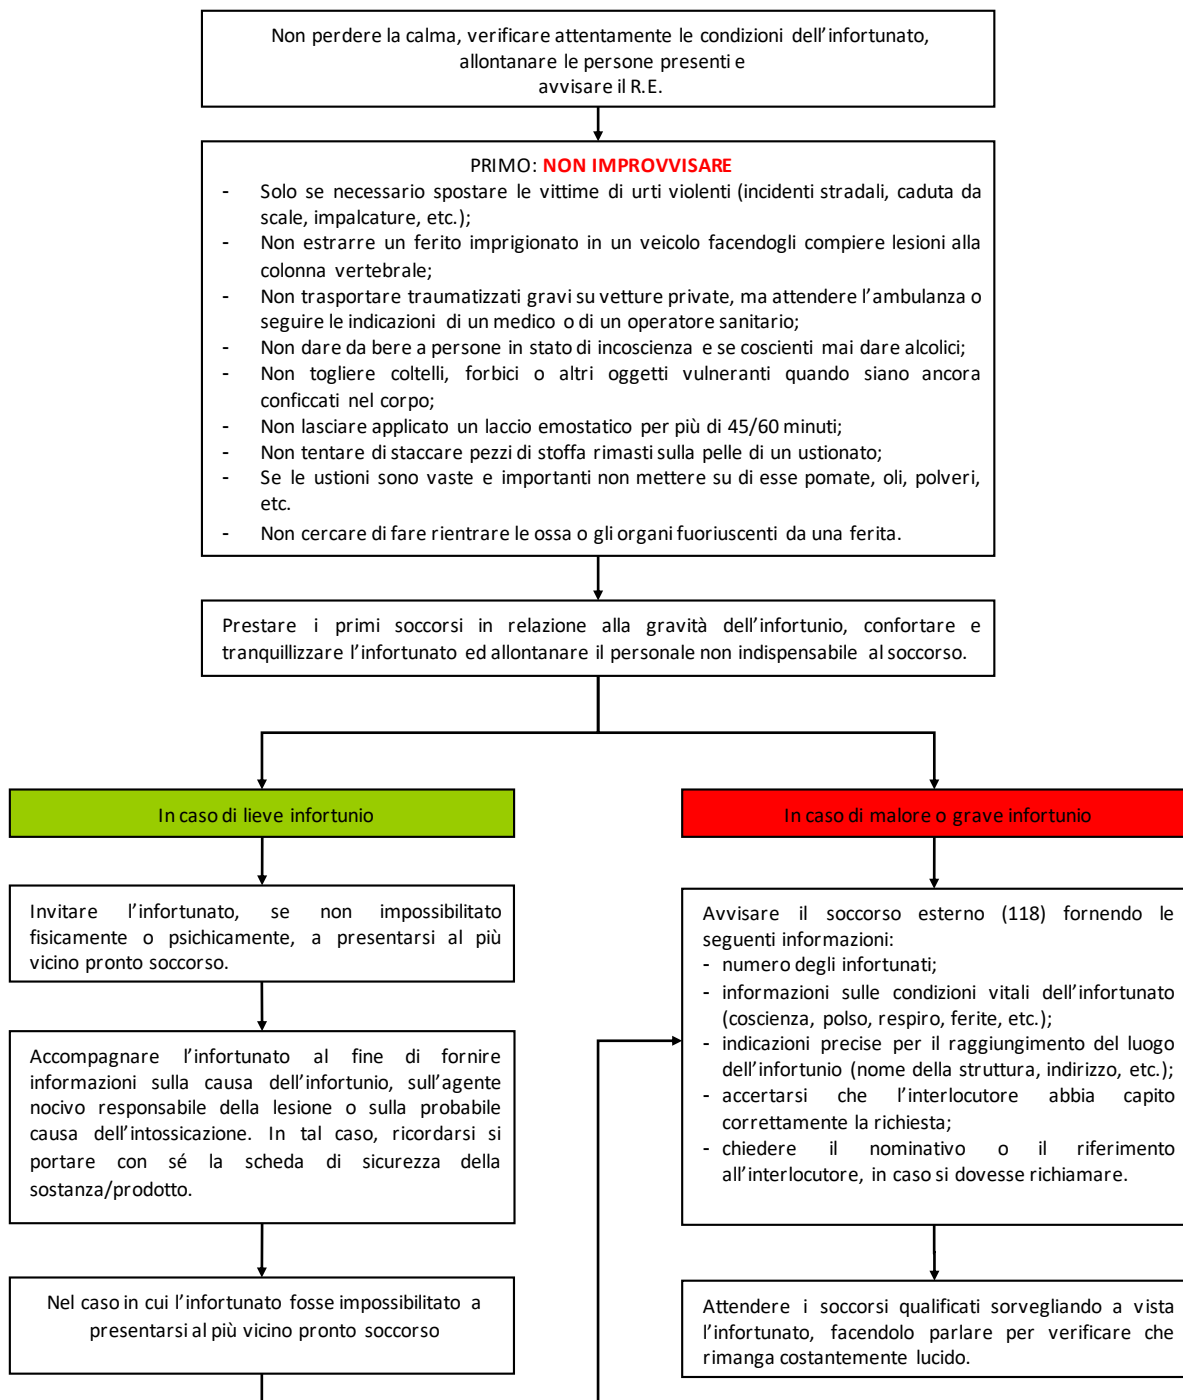 Non perdere la calma, verificare attentamente le condizioni dell’infortunato,
allontanare le persone presenti e
avvisare il R.E.
PRIMO: NON IMPROVVISARE
- Solo se necessario spostare le vittime di urti violenti (incidenti stradali, caduta da
scale, impalcature, etc.);
- Non estrarre un ferito imprigionato in un veicolo facendogli compiere lesioni alla
colonna vertebrale;
- Non trasportare traumatizzati gravi su vetture private, ma attendere l’ambulanza o
seguire le indicazioni di un medico o di un operatore sanitario;
- Non dare da bere a persone in stato di incoscienza e se coscienti mai dare alcolici;
- Non togliere coltelli, forbici o altri oggetti vulneranti quando siano ancora
conficcati nel corpo;
- Non lasciare applicato un laccio emostatico per più di 45/60 minuti;
- Non tentare di staccare pezzi di stoffa rimasti sulla pelle di un ustionato;
- Se le ustioni sono vaste e importanti non mettere su di esse pomate, oli, polveri,
etc.
- Non cercare di fare rientrare le ossa o gli organi fuoriuscenti da una ferita.
Prestare i primi soccorsi in relazione alla gravità dell’infortunio, confortare e
tranquillizzare l’infortunato ed allontanare il personale non indispensabile al soccorso.
In caso di lieve infortunio
Invitare l’infortunato, se non impossibilitato
fisicamente o psichicamente, a presentarsi al più
vicino pronto soccorso.
Accompagnare l’infortunato al fine di fornire
informazioni sulla causa dell’infortunio, sull’agente
nocivo responsabile della lesione o sulla probabile
causa dell’intossicazione. In tal caso, ricordarsi si
portare con sé la scheda di sicurezza della
sostanza/prodotto.
Nel caso in cui l’infortunato fosse impossibilitato a
presentarsi al più vicino pronto soccorso
In caso di malore o grave infortunio
Avvisare il soccorso esterno (118) fornendo le
seguenti informazioni:
- numero degli infortunati;
- informazioni sulle condizioni vitali dell’infortunato
(coscienza, polso, respiro, ferite, etc.);
- indicazioni precise per il raggiungimento del luogo
dell’infortunio (nome della struttura, indirizzo, etc.);
- accertarsi che l’interlocutore abbia capito
correttamente la richiesta;
- chiedere il nominativo o il riferimento
all’interlocutore, in caso si dovesse richiamare.
Attendere i soccorsi qualificati sorvegliando a vista
l’infortunato, facendolo parlare per verificare che
rimanga costantemente lucido.